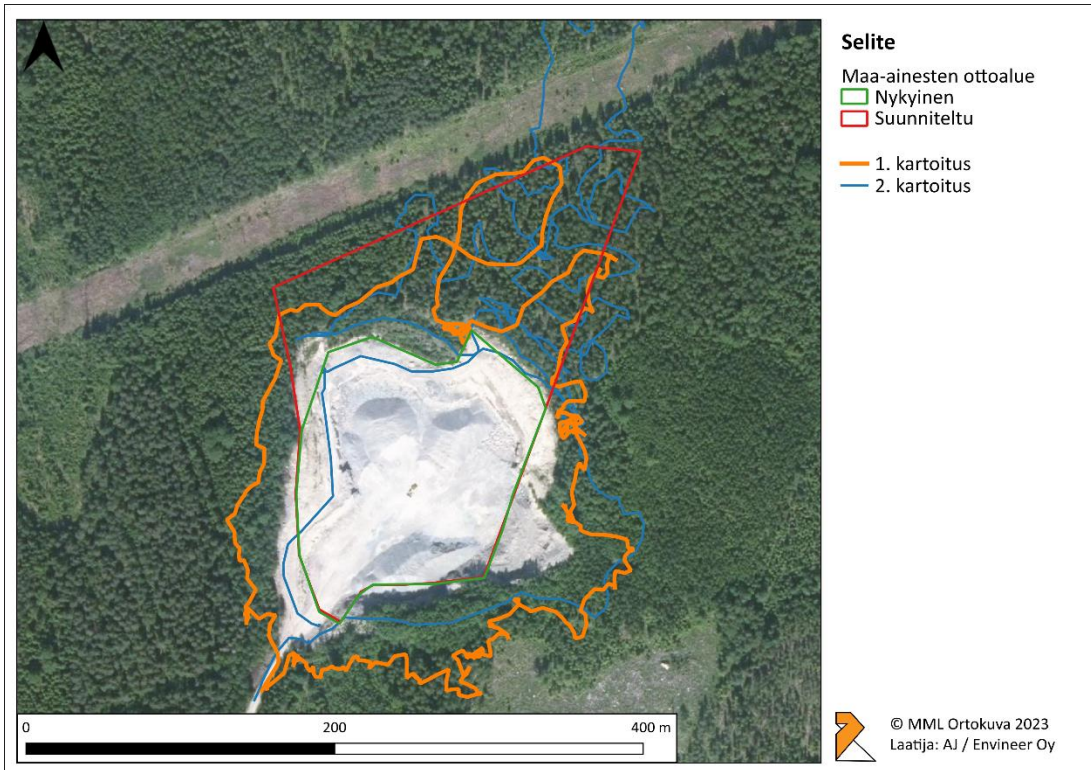 Selite
Maa-ainesten ottoalue
Nykyinen
Suunniteltu
1. kartoitus
2. kartoitus
0 200 400 m
© MML Ortokuva 2023
Laatija: AJ / Envineer Oy